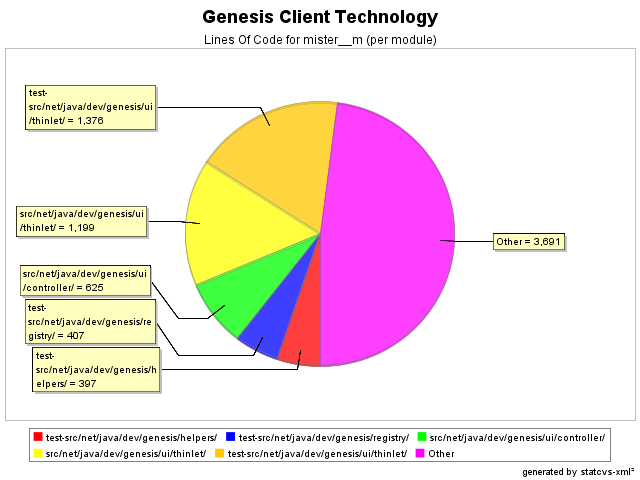 Genesis Client Technology
Lines Of Code for mister__m (per module)
test-
src/net/java/dev/genesis/ui
/thinlet/ = 1,376
src/net/java/dev/genesis/ui
/thinlet/ = 1,199
src/net/java/dev/genesis/ui
/controller/ = 625
test-
src/net/java/dev/genesis/re
gistry/ = 407
test-
src/net/java/dev/genesis/h
elpers/ = 397
Other = 3,691
test-src/net/java/dev/genesis/helpers/ test-src/net/java/dev/genesis/registry/ src/net/java/dev/genesis/ui/controller/
src/net/java/dev/genesis/ui/thinlet/ test-src/net/java/dev/genesis/ui/thinlet/ Other
generated by statcvs-xml²